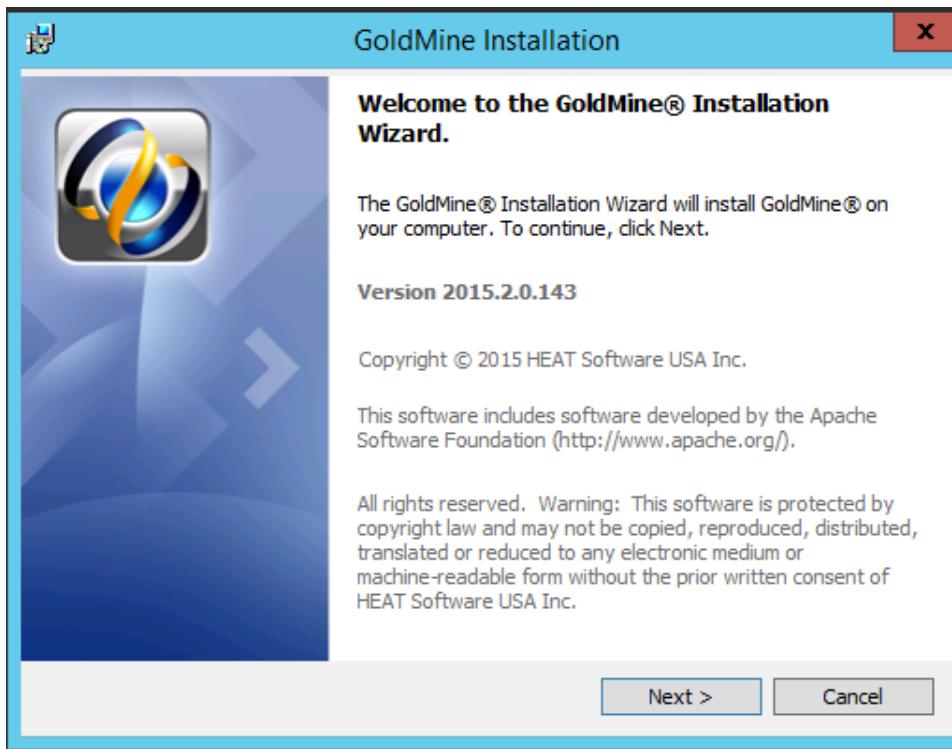 GoldMine Installation
Welcome to the GoldMine® Installation
Wizard.
The GoldMine® Installation Wizard will install GoldMine® on
your computer. To continue, click Next.
Version 2015.2.0.143
Copyright © 2015 HEAT Software USA Inc.
This software includes software developed by the Apache
Software Foundation (http://www.apache.org/).
All rights reserved.  Warning:  This software is protected by
copyright law and may not be copied, reproduced, distributed,
translated or reduced to any electronic medium or
machine-readable form without the prior written consent of
HEAT Software USA Inc.
Next >
Cancel